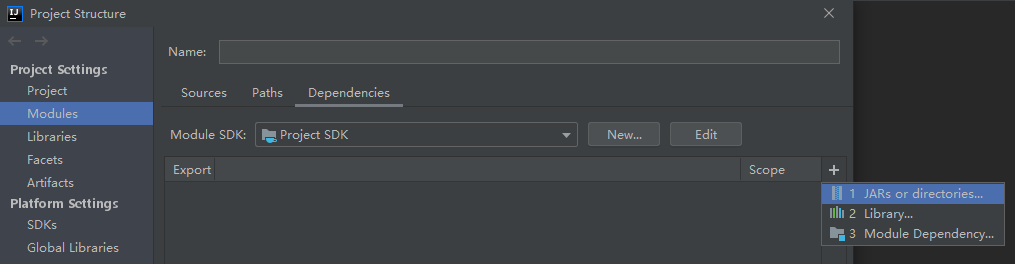 IJ Project Structure
Name:
Project Settings
Project
Modules
Libraries
Facets
Artifacts
Platform Settings
SDKs
Global Libraries
Sources Paths Dependencies
Module SDK: Project SDK New... Edit
Export Scope +
1 JARs or directories...
2 Library...
3 Module Dependency...